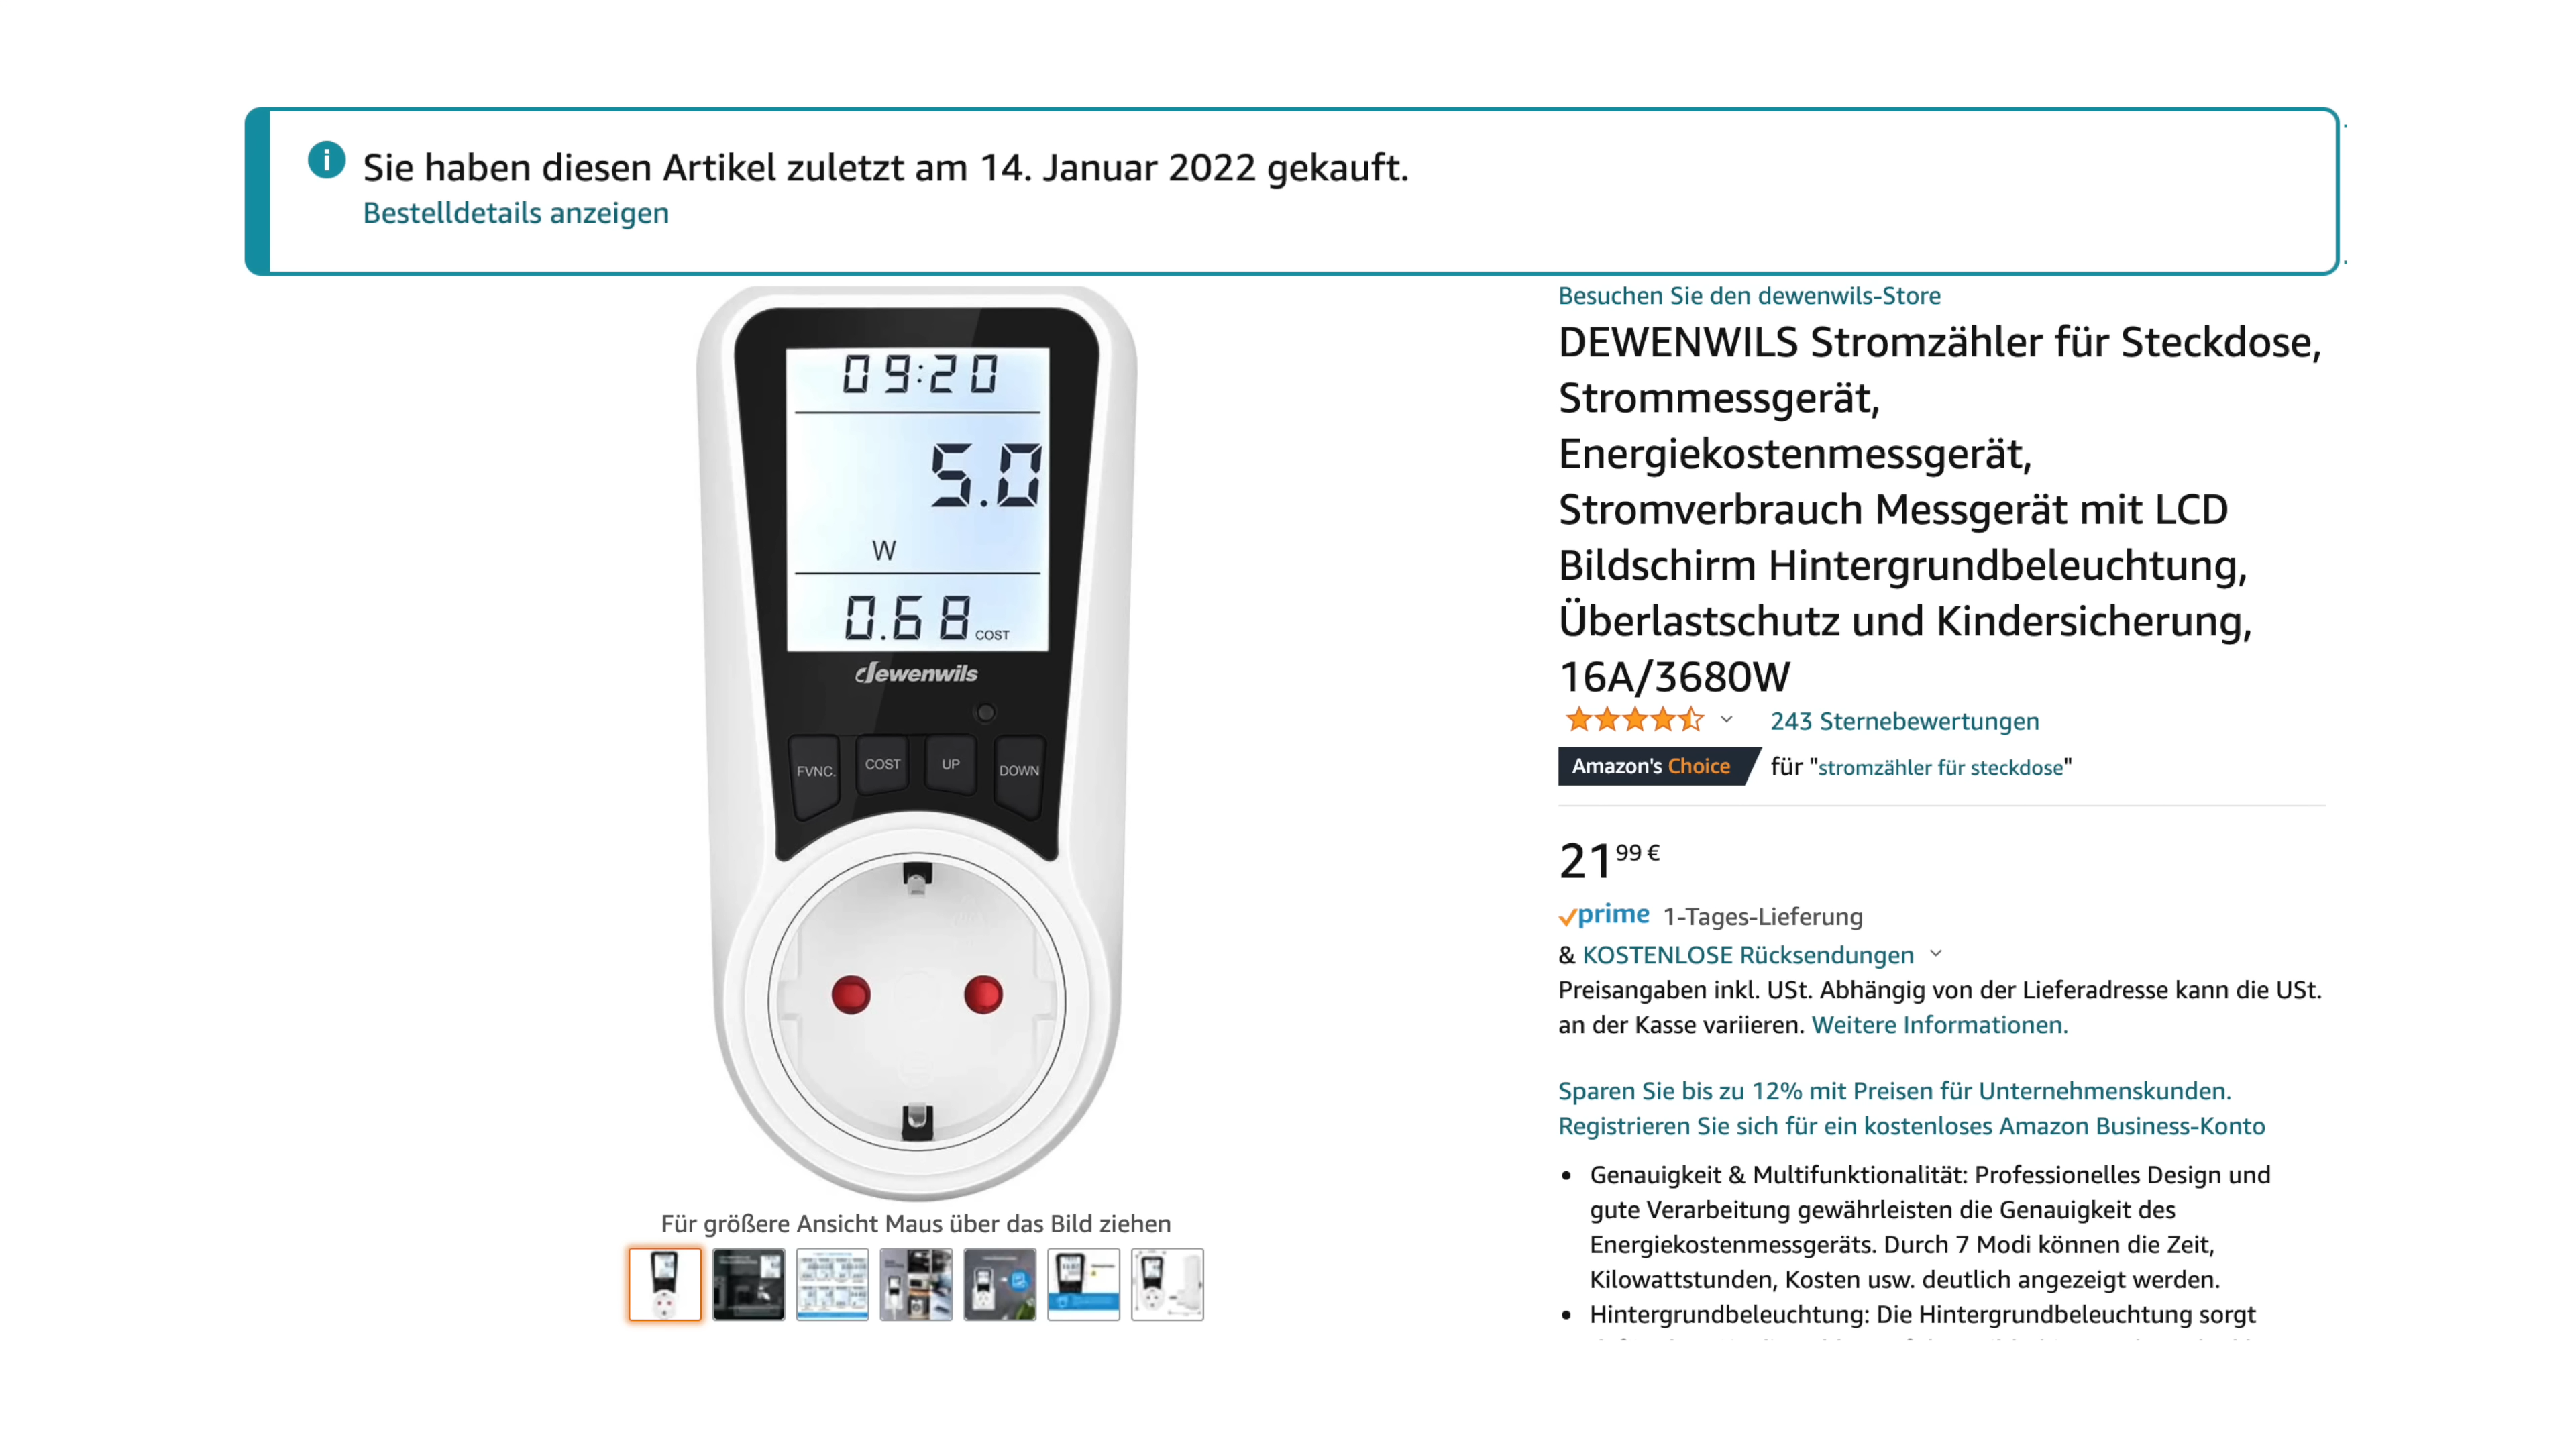 Sie haben diesen Artikel zuletzt am 14. Januar 2022 gekauft.
Bestelldetails anzeigen
09:20
5.0
W
0.68 COST
dewenwils
FVNC. COST UP DOWN
Für größere Ansicht Maus über das Bild ziehen
Besuchen Sie den dewenwils-Store
DEWENWILS Stromzähler für Steckdose,
Strommessgerät,
Energiekostenmessgerät,
Stromverbrauch Messgerät mit LCD
Bildschirm Hintergrundbeleuchtung,
Überlastschutz und Kindersicherung,
16A/3680W
243 Sternebewertungen
Amazon's Choice für "stromzähler für steckdose"
21 99 €
prime 1-Tages-Lieferung
& KOSTENLOSE Rücksendungen
Preisangaben inkl. USt. Abhängig von der Lieferadresse kann die USt.
an der Kasse variieren. Weitere Informationen.
Sparen Sie bis zu 12% mit Preisen für Unternehmenskunden.
Registrieren Sie sich für ein kostenloses Amazon Business-Konto
• Genauigkeit & Multifunktionalität: Professionelles Design und
gute Verarbeitung gewährleisten die Genauigkeit des
Energiekostenmessgeräts. Durch 7 Modi können die Zeit,
Kilowattstunden, Kosten usw. deutlich angezeigt werden.
• Hintergrundbeleuchtung: Die Hintergrundbeleuchtung sorgt